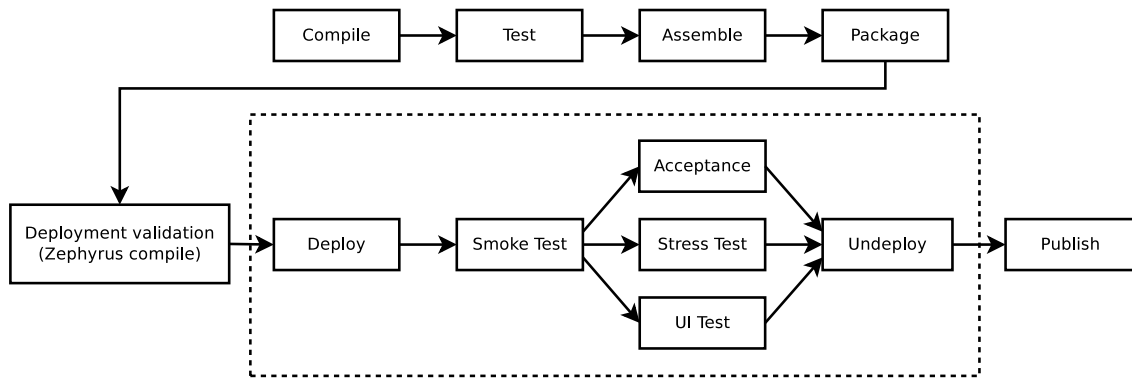 Compile
Test
Assemble
Package
Deployment validation
(Zephyrus compile)
Deploy
Smoke Test
Acceptance
Stress Test
UI Test
Undeploy
Publish